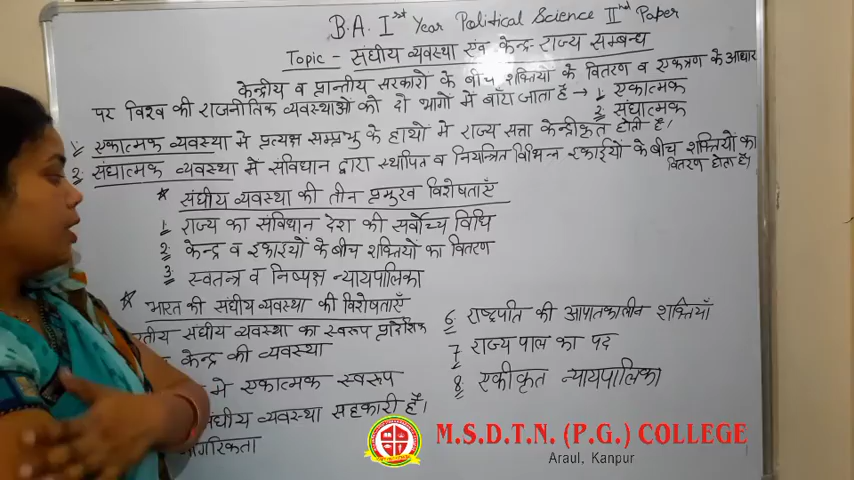 B.A. Ist Year Political Science IInd Paper
Topic - संघीय व्यवस्था एंव केन्द्र-राज्य सम्बन्ध
केन्द्रीय व प्रान्तीय सरकारों के बीच शक्तियों के वितरण व एकत्रण के आधार
पर विश्व की राजनीतिक व्यवस्थाओं को दो भागों में बाँटा जाता है → 1. एकात्मक
2. संघात्मक
1. एकात्मक व्यवस्था में प्रत्यक्ष सम्प्रभु के हाथों में राज्य सत्ता केन्द्रीकृत होती है।
2. संघात्मक व्यवस्था में संविधान द्वारा स्थापित व नियन्त्रित विभिन्न इकाईयों के बीच शक्तियों का
वितरण होता है।
* संघीय व्यवस्था की तीन प्रमुख विशेषताएँ
1. राज्य का संविधान देश की सर्वोच्च विधि
2. केन्द्र व इकाइयों के बीच शक्तियों का वितरण
3. स्वतन्त्र व निष्पक्ष न्यायपालिका
* भारत की संघीय व्यवस्था की विशेषताएँ
तीय संघीय व्यवस्था का स्वरूप प्रादेशिक
केन्द्र की व्यवस्था
में एकात्मक स्वरूप
संघीय व्यवस्था सहकारी है।
नागरिकता
6. राष्ट्रपति की आपातकालीन शक्तियाँ
7. राज्यपाल का पद
8. एकीकृत न्यायपालिका
M.S.D.T.N. (P.G.) COLLEGE
Araul, Kanpur